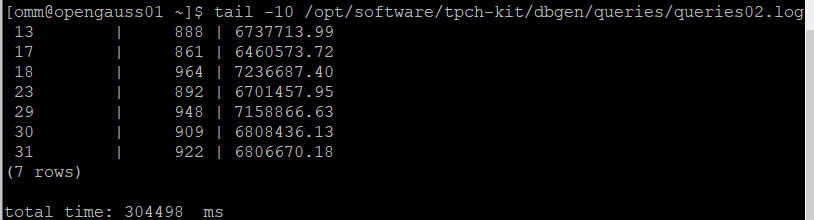 [omm@opengauss01 ~]$ tail -10 /opt/software/tpch-kit/dbgen/queries/queries02.log
13 | 888 | 6737713.99
17 | 861 | 6460573.72
18 | 964 | 7236687.40
23 | 892 | 6701457.95
29 | 948 | 7158866.63
30 | 909 | 6808436.13
31 | 922 | 6806670.18
(7 rows)
total time: 304498 ms